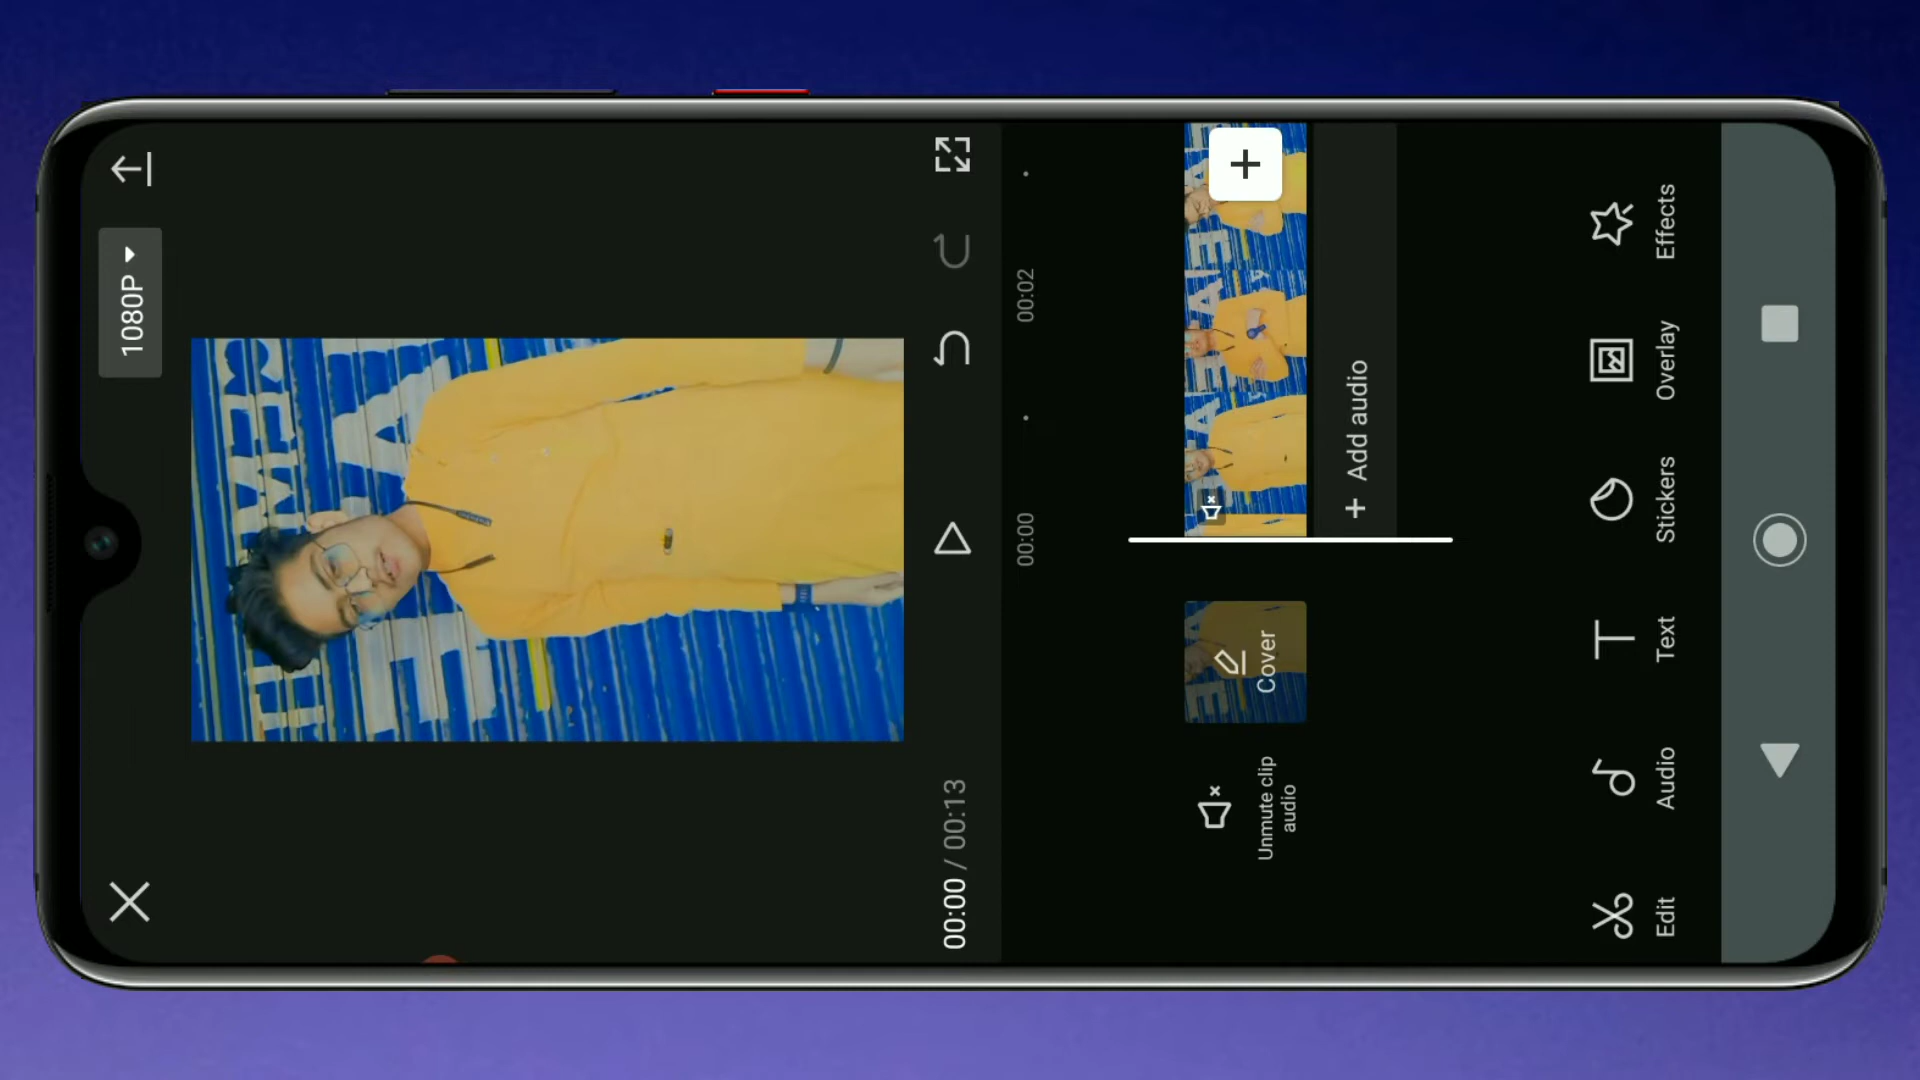 1080P
00:00 / 00:13
00:00
00:02
Unmute clip
audio
Cover
+ Add audio
Edit
Audio
Text
Stickers
Overlay
Effects